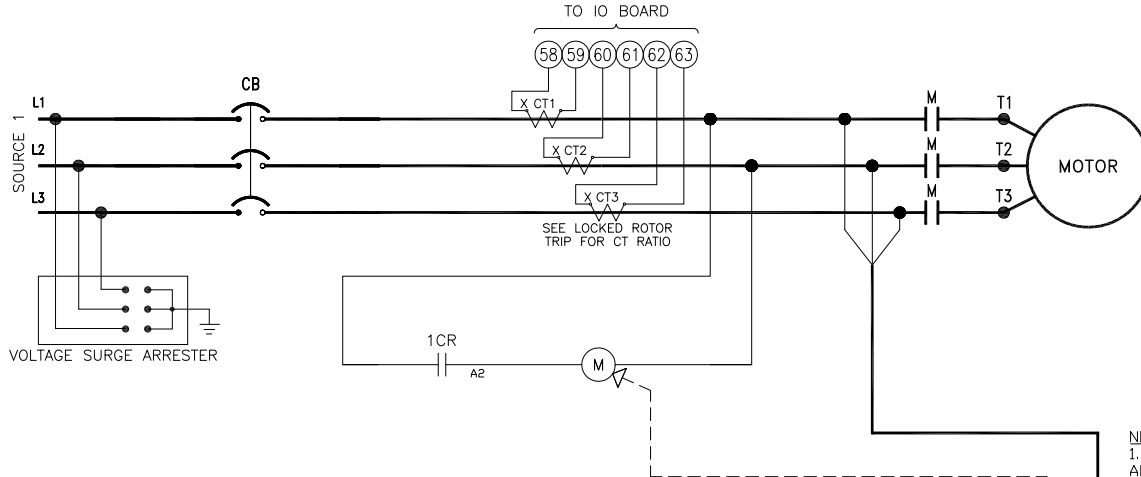 TO IO BOARD
58 59 60 61 62 63
CB
X CT1
M
T1
L1
SOURCE 1
X CT2
M
T2
L2
MOTOR
X CT3
M
T3
L3
SEE LOCKED ROTOR
TRIP FOR CT RATIO
VOLTAGE SURGE ARRESTER
1CR
A2
M
1.